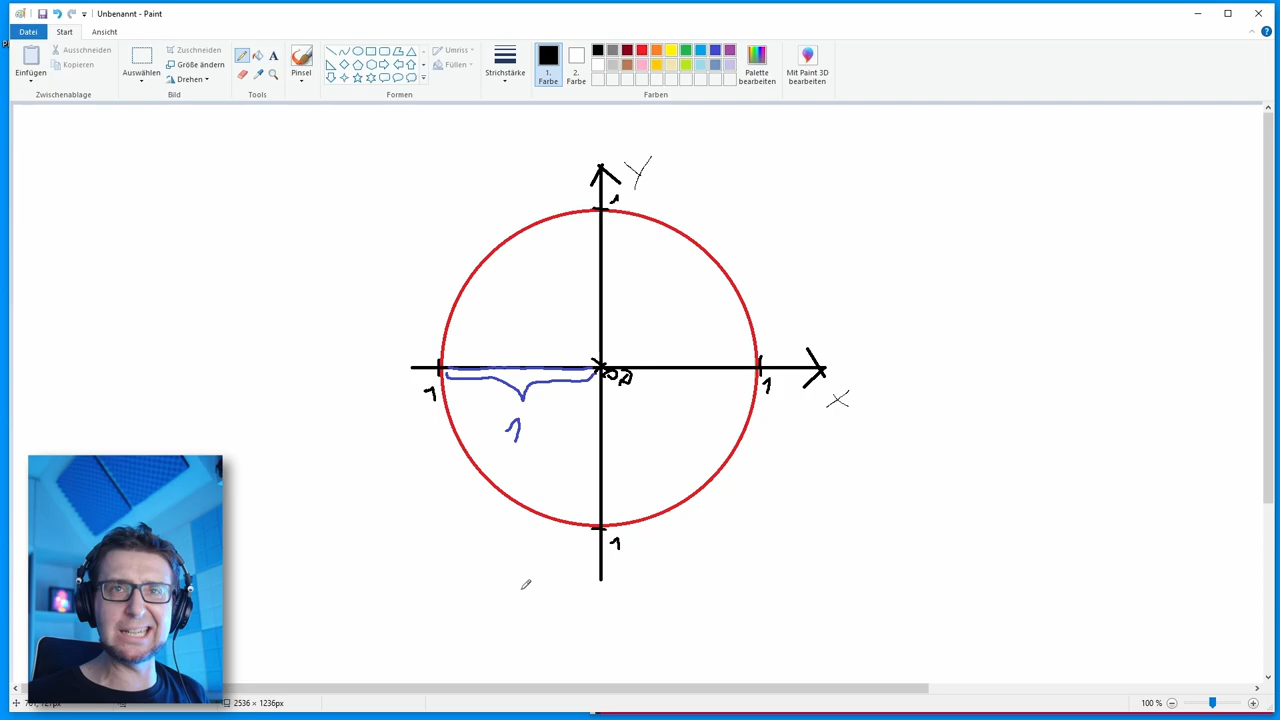 Unbenannt - Paint
Datei Start Ansicht
Einfügen
Ausschneiden
Kopieren
Zwischenablage
Auswählen
Zuschneiden
Größe ändern
Drehen
Bild
Tools
Pinsel
Formen
Umriss
Füllen
Strichstärke
1. Farbe
2. Farbe
Farben
Palette bearbeiten
Mit Paint 3D bearbeiten
Y
1
1
1
X
1
1
2536 × 1236px
100 %